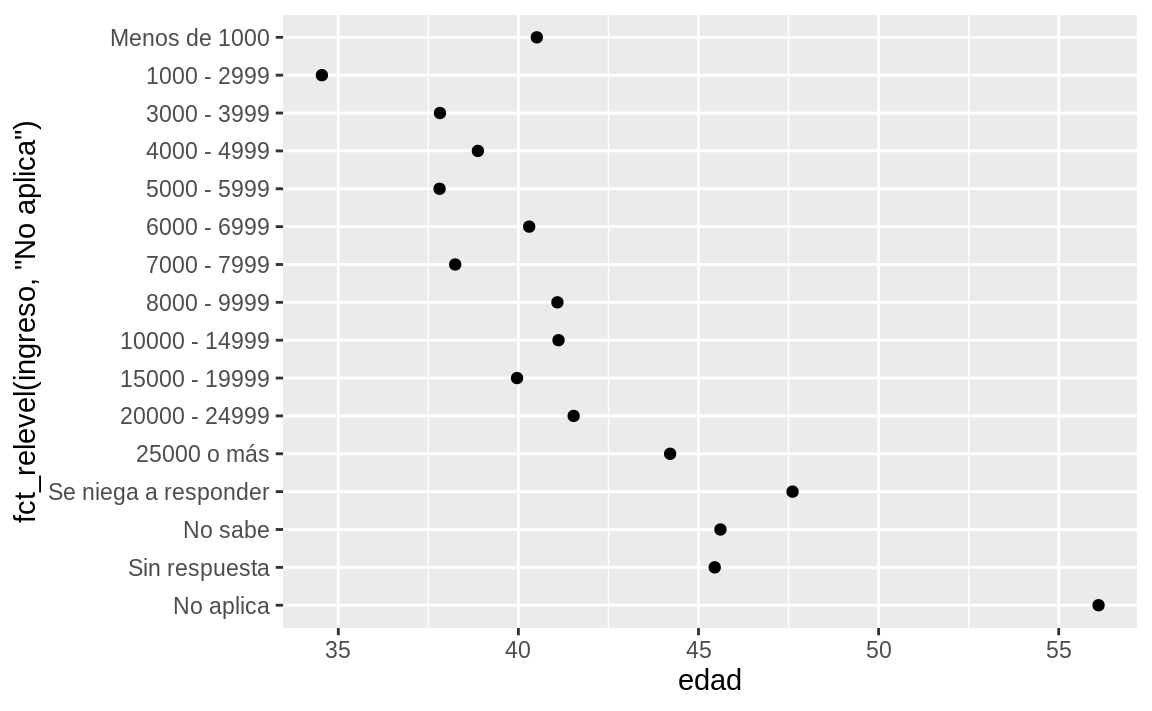 fct_relevel(ingreso, "No aplica")
Menos de 1000
1000 - 2999
3000 - 3999
4000 - 4999
5000 - 5999
6000 - 6999
7000 - 7999
8000 - 9999
10000 - 14999
15000 - 19999
20000 - 24999
25000 o más
Se niega a responder
No sabe
Sin respuesta
No aplica
35 40 45 50 55
edad